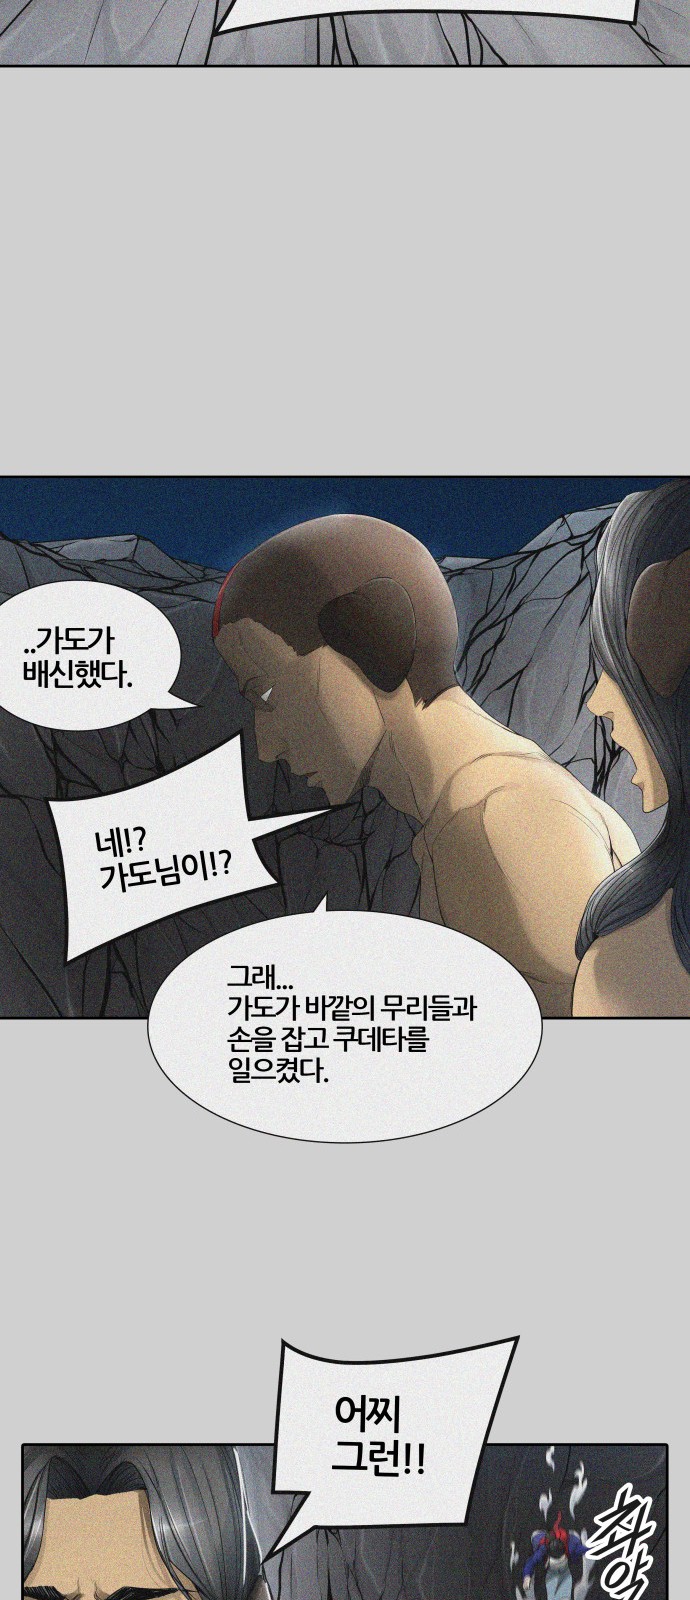 ..가도가
배신했다.
네!?
가도님이!?
그래...
가도가 바깥의 무리들과
손을 잡고 쿠데타를
일으켰다.
어찌
그런!!
촤악